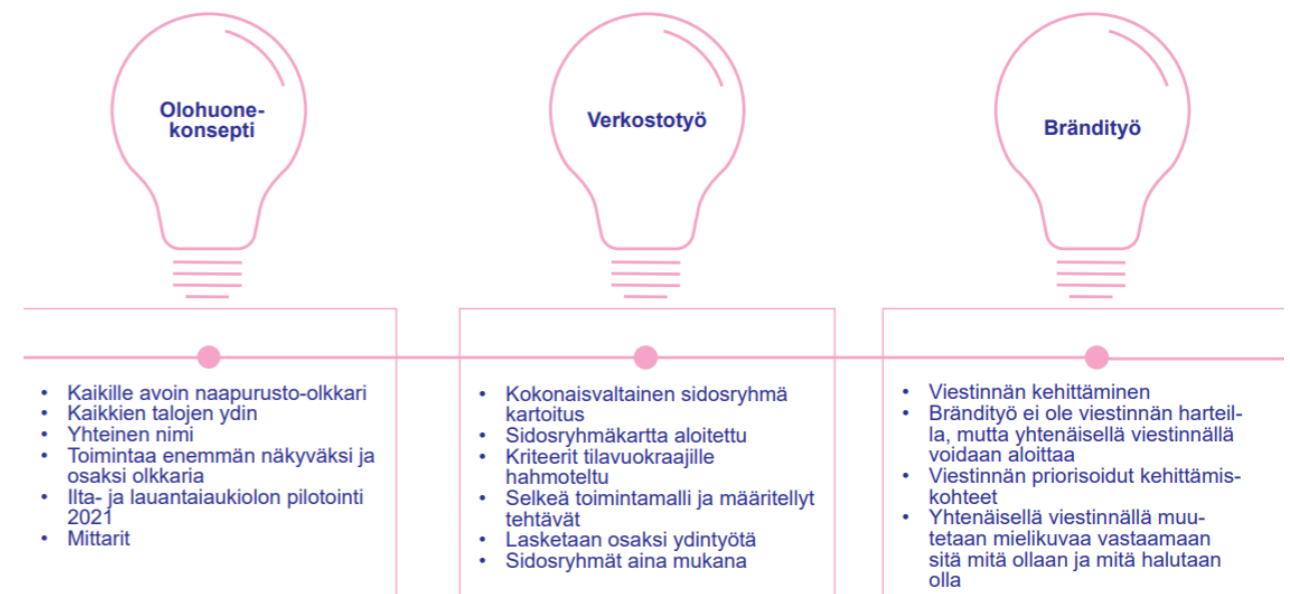 Olohuone-
konsepti
Verkostotyö
Brändityö
• Kaikille avoin naapurusto-olkkari
• Kaikkien talojen ydin
• Yhteinen nimi
• Toimintaa enemmän näkyväksi ja
osaksi olkkaria
• Ilta- ja lauantaiaukiolon pilotointi
2021
• Mittarit
• Kokonaisvaltainen sidosryhmä
kartoitus
• Sidosryhmäkartta aloitettu
• Kriteerit tilavuokraajille
hahmoteltu
• Selkeä toimintamalli ja määritellyt
tehtävät
• Lasketaan osaksi ydintyötä
• Sidosryhmät aina mukana
• Viestinnän kehittäminen
• Brändityö ei ole viestinnän harteil-
la, mutta yhtenäisellä viestinnällä
voidaan aloittaa
• Viestinnän priorisoidut kehittämis-
kohteet
• Yhtenäisellä viestinnällä muu-
tetaan mielikuvaa vastaamaan
sitä mitä ollaan ja mitä halutaan
olla